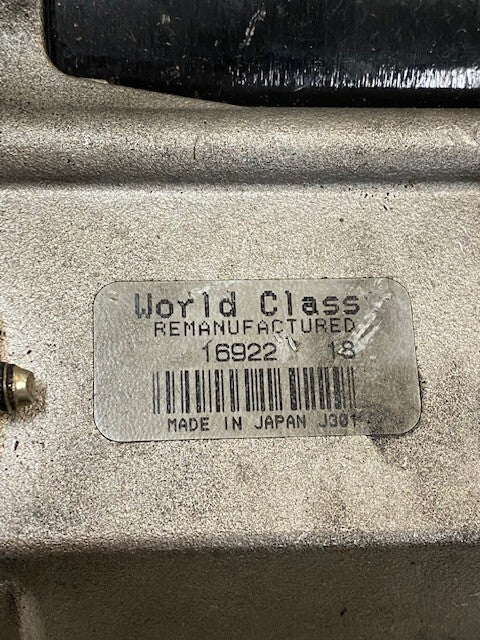 World Class
REMANUFACTURED
16922 18
MADE IN JAPAN J301